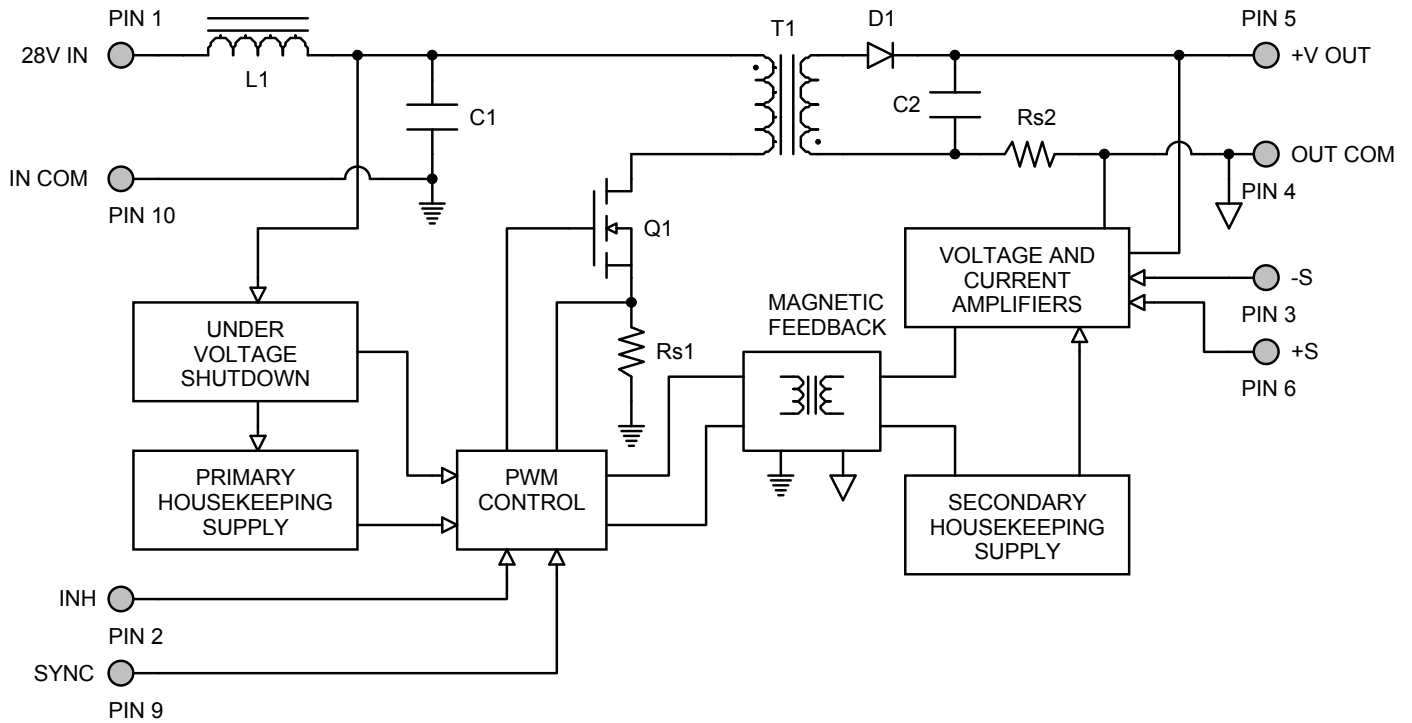 PIN 1
T1
D1
PIN 5
28V IN
+V OUT
L1
C1
C2
Rs2
IN COM
OUT COM
PIN 10
PIN 4
Q1
VOLTAGE AND
CURRENT
AMPLIFIERS
-S
PIN 3
MAGNETIC
FEEDBACK
UNDER
VOLTAGE
SHUTDOWN
Rs1
+S
PIN 6
PRIMARY
HOUSEKEEPING
SUPPLY
PWM
CONTROL
SECONDARY
HOUSEKEEPING
SUPPLY
INH
PIN 2
SYNC
PIN 9